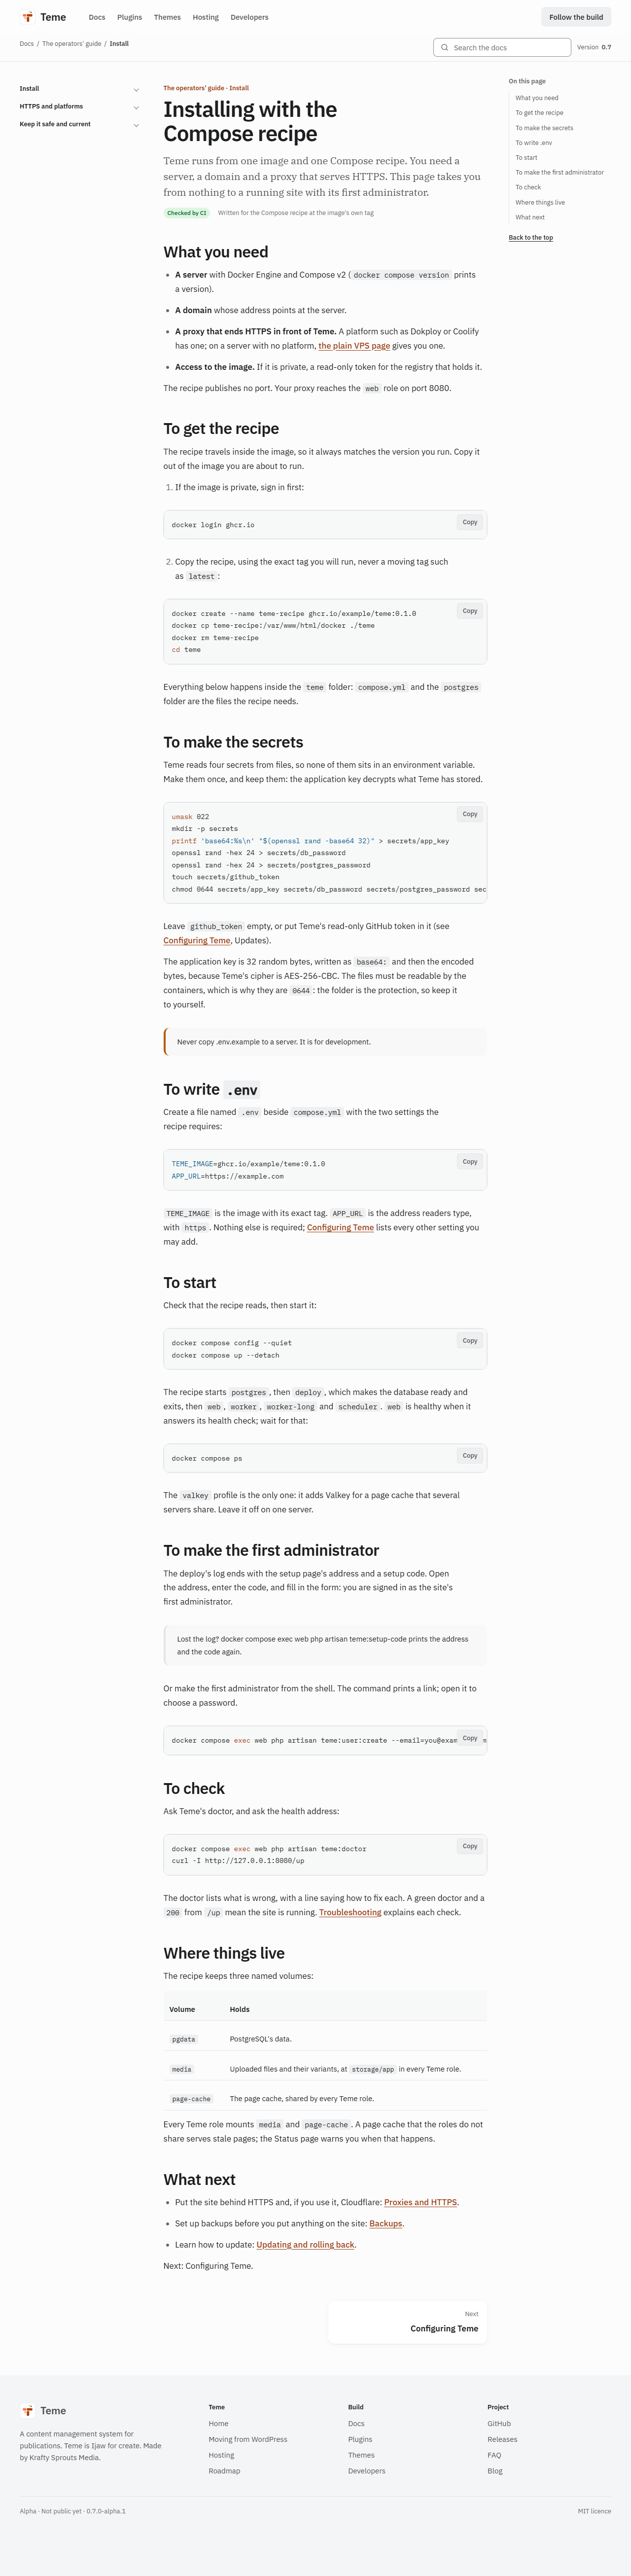 Teme
Docs
Plugins
Themes
Hosting
Developers
Follow the build
Docs / The operators' guide / Install
Search the docs
Version 0.7
Install
HTTPS and platforms
Keep it safe and current
The operators' guide · Install
Installing with the
Compose recipe
Teme runs from one image and one Compose recipe. You need a
server, a domain and a proxy that serves HTTPS. This page takes you
from nothing to a running site with its first administrator.
Checked by CI
Written for the Compose recipe at the image's own tag
On this page
What you need
To get the recipe
To make the secrets
To write .env
To start
To make the first administrator
To check
Where things live
What next
Back to the top
What you need
A server with Docker Engine and Compose v2 ( docker compose version prints
a version).
A domain whose address points at the server.
A proxy that ends HTTPS in front of Teme. A platform such as Dokploy or Coolify
has one; on a server with no platform, the plain VPS page gives you one.
Access to the image. If it is private, a read-only token for the registry that holds it.
The recipe publishes no port. Your proxy reaches the web role on port 8080.
To get the recipe
The recipe travels inside the image, so it always matches the version you run. Copy it
out of the image you are about to run.
1. If the image is private, sign in first:
docker login ghcr.io
Copy
2. Copy the recipe, using the exact tag you will run, never a moving tag such
as latest :
docker create --name teme-recipe ghcr.io/example/teme:0.1.0
docker cp teme-recipe:/var/www/html/docker ./teme
docker rm teme-recipe
cd teme
Copy
Everything below happens inside the teme folder: compose.yml and the postgres
folder are the files the recipe needs.
To make the secrets
Teme reads four secrets from files, so none of them sits in an environment variable.
Make them once, and keep them: the application key decrypts what Teme has stored.
umask 022
mkdir -p secrets
printf 'base64:%s\n' "$(openssl rand -base64 32)" > secrets/app_key
openssl rand -hex 24 > secrets/db_password
openssl rand -hex 24 > secrets/postgres_password
touch secrets/github_token
chmod 0644 secrets/app_key secrets/db_password secrets/postgres_password sec
Copy
Leave github_token empty, or put Teme's read-only GitHub token in it (see
Configuring Teme, Updates).
The application key is 32 random bytes, written as base64: and then the encoded
bytes, because Teme's cipher is AES-256-CBC. The files must be readable by the
containers, which is why they are 0644 : the folder is the protection, so keep it
to yourself.
Never copy .env.example to a server. It is for development.
To write .env
Create a file named .env beside compose.yml with the two settings the
recipe requires:
TEME_IMAGE=ghcr.io/example/teme:0.1.0
APP_URL=https://example.com
Copy
TEME_IMAGE is the image with its exact tag. APP_URL is the address readers type,
with https . Nothing else is required; Configuring Teme lists every other setting you
may add.
To start
Check that the recipe reads, then start it:
docker compose config --quiet
docker compose up --detach
Copy
The recipe starts postgres , then deploy , which makes the database ready and
exits, then web , worker , worker-long and scheduler . web is healthy when it
answers its health check; wait for that:
docker compose ps
Copy
The valkey profile is the only one: it adds Valkey for a page cache that several
servers share. Leave it off on one server.
To make the first administrator
The deploy's log ends with the setup page's address and a setup code. Open
the address, enter the code, and fill in the form: you are signed in as the site's
first administrator.
Lost the log? docker compose exec web php artisan teme:setup-code prints the address
and the code again.
Or make the first administrator from the shell. The command prints a link; open it to
choose a password.
docker compose exec web php artisan teme:user:create --email=you@exam
Copy
To check
Ask Teme's doctor, and ask the health address:
docker compose exec web php artisan teme:doctor
curl -I http://127.0.0.1:8080/up
Copy
The doctor lists what is wrong, with a line saying how to fix each. A green doctor and a
200 from /up mean the site is running. Troubleshooting explains each check.
Where things live
The recipe keeps three named volumes:
Volume Holds
pgdata PostgreSQL's data.
media Uploaded files and their variants, at storage/app in every Teme role.
page-cache The page cache, shared by every Teme role.
Every Teme role mounts media and page-cache . A page cache that the roles do not
share serves stale pages; the Status page warns you when that happens.
What next
Put the site behind HTTPS and, if you use it, Cloudflare: Proxies and HTTPS.
Set up backups before you put anything on the site: Backups.
Learn how to update: Updating and rolling back.
Next: Configuring Teme.
Next
Configuring Teme
Teme
A content management system for
publications. Teme is Ijaw for create. Made
by Krafty Sprouts Media.
Teme
Home
Moving from WordPress
Hosting
Roadmap
Build
Docs
Plugins
Themes
Developers
Project
GitHub
Releases
FAQ
Blog
Alpha · Not public yet · 0.7.0-alpha.1
MIT licence